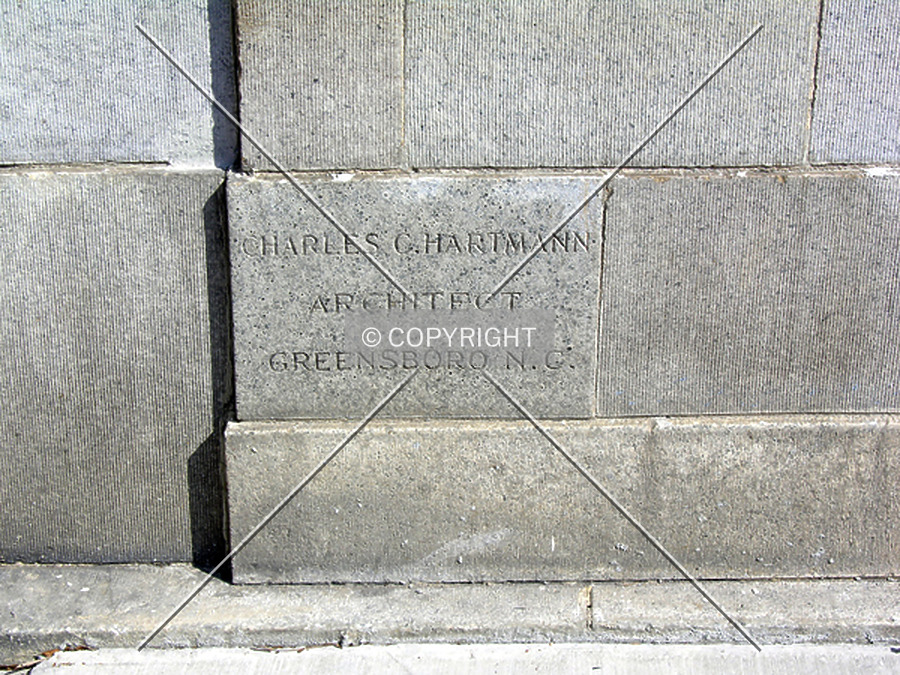 CHARLES C. HARTMANN
ARCHITECT
© COPYRIGHT
GREENSBORO N. C.